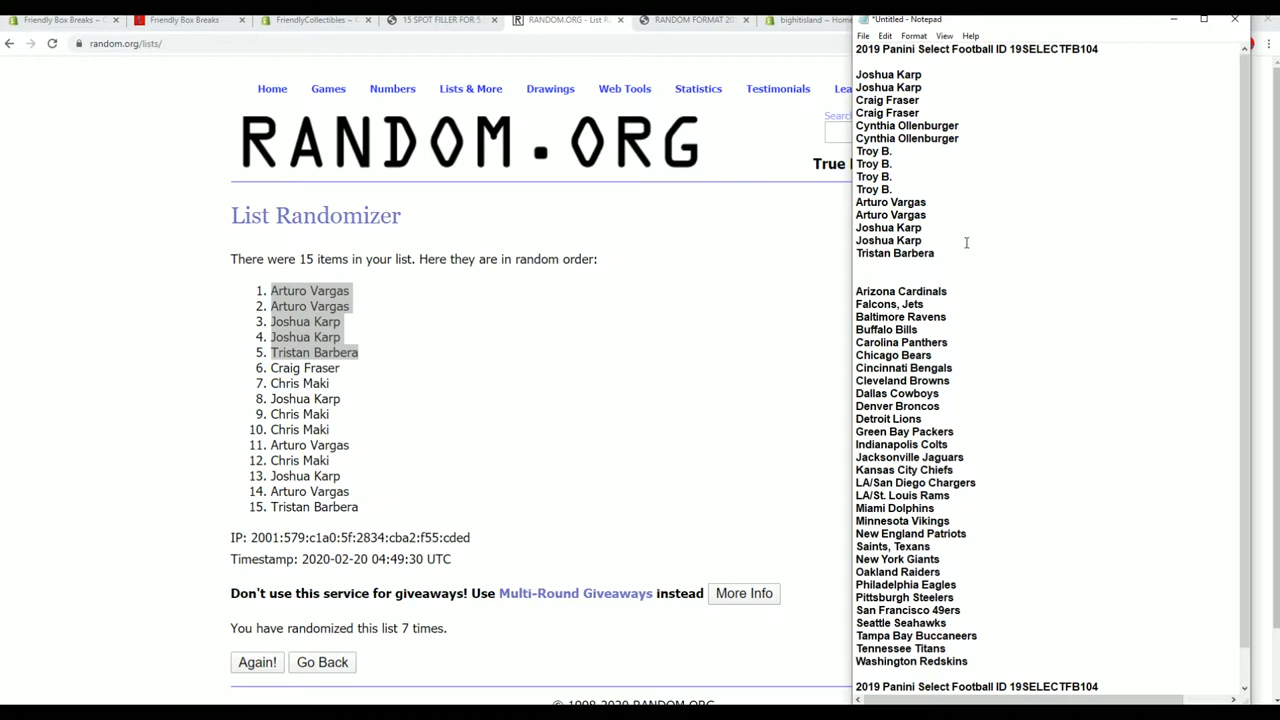 Friendly Box Breaks – C
Friendly Box Breaks
FriendlyCollectibles – C
15 SPOT FILLER FOR 5
RANDOM.ORG - List R
RANDOM FORMAT 20
bightisland – Home
random.org/lists/
Home Games Numbers Lists & More Drawings Web Tools Statistics Testimonials Lea
Search
RANDOM.ORG
True
List Randomizer
There were 15 items in your list. Here they are in random order:
1. Arturo Vargas
2. Arturo Vargas
3. Joshua Karp
4. Joshua Karp
5. Tristan Barbera
6. Craig Fraser
7. Chris Maki
8. Joshua Karp
9. Chris Maki
10. Chris Maki
11. Arturo Vargas
12. Chris Maki
13. Joshua Karp
14. Arturo Vargas
15. Tristan Barbera
IP: 2001:579:c1a0:5f:2834:cba2:f55:cded
Timestamp: 2020-02-20 04:49:30 UTC
Don't use this service for giveaways! Use Multi-Round Giveaways instead More Info
You have randomized this list 7 times.
Again! Go Back
*Untitled - Notepad
File Edit Format View Help
2019 Panini Select Football ID 19SELECTFB104
Joshua Karp
Joshua Karp
Craig Fraser
Craig Fraser
Cynthia Ollenburger
Cynthia Ollenburger
Troy B.
Troy B.
Troy B.
Troy B.
Arturo Vargas
Arturo Vargas
Joshua Karp
Joshua Karp
Tristan Barbera
Arizona Cardinals
Falcons, Jets
Baltimore Ravens
Buffalo Bills
Carolina Panthers
Chicago Bears
Cincinnati Bengals
Cleveland Browns
Dallas Cowboys
Denver Broncos
Detroit Lions
Green Bay Packers
Indianapolis Colts
Jacksonville Jaguars
Kansas City Chiefs
LA/San Diego Chargers
LA/St. Louis Rams
Miami Dolphins
Minnesota Vikings
New England Patriots
Saints, Texans
New York Giants
Oakland Raiders
Philadelphia Eagles
Pittsburgh Steelers
San Francisco 49ers
Seattle Seahawks
Tampa Bay Buccaneers
Tennessee Titans
Washington Redskins
2019 Panini Select Football ID 19SELECTFB104